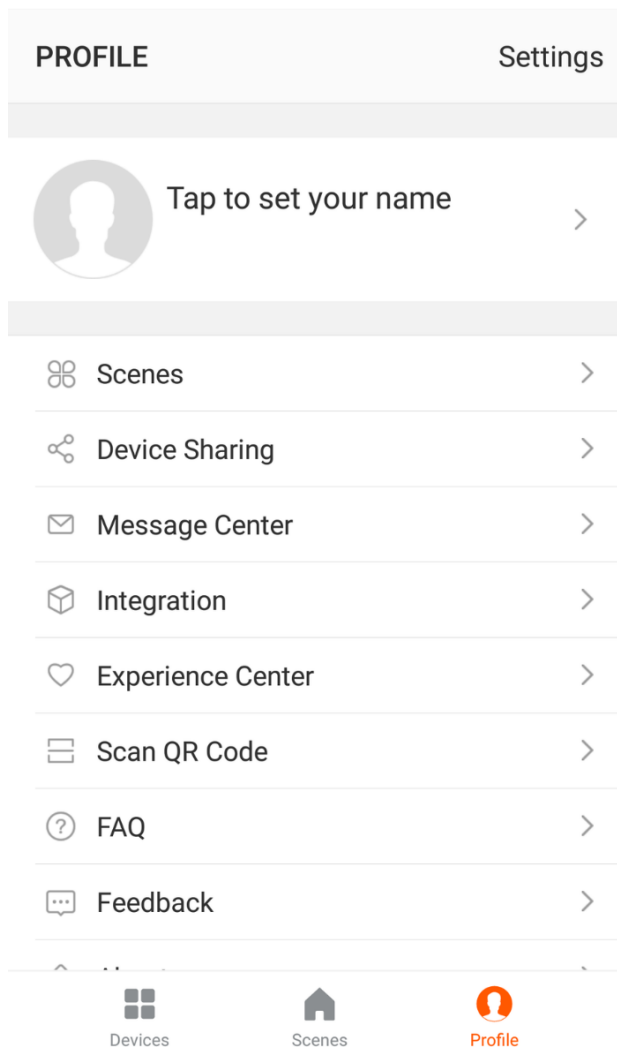 PROFILE Settings
Tap to set your name
Scenes
Device Sharing
Message Center
Integration
Experience Center
Scan QR Code
FAQ
Feedback
Devices Scenes Profile